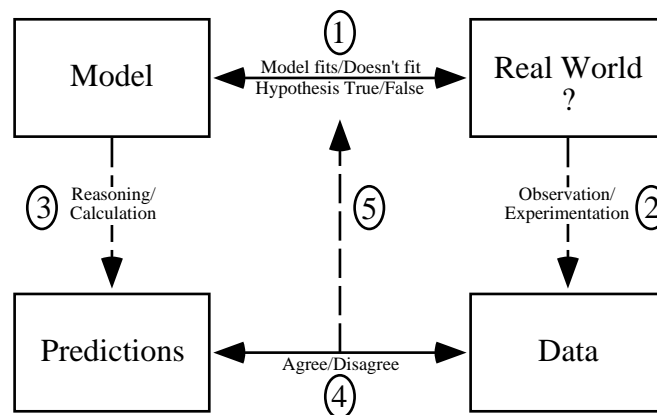 1
Model
Model fits/Doesn't fit
Hypothesis True/False
Real World
?
3
Reasoning/
Calculation
5
Observation/
Experimentation
2
Predictions
Agree/Disagree
4
Data